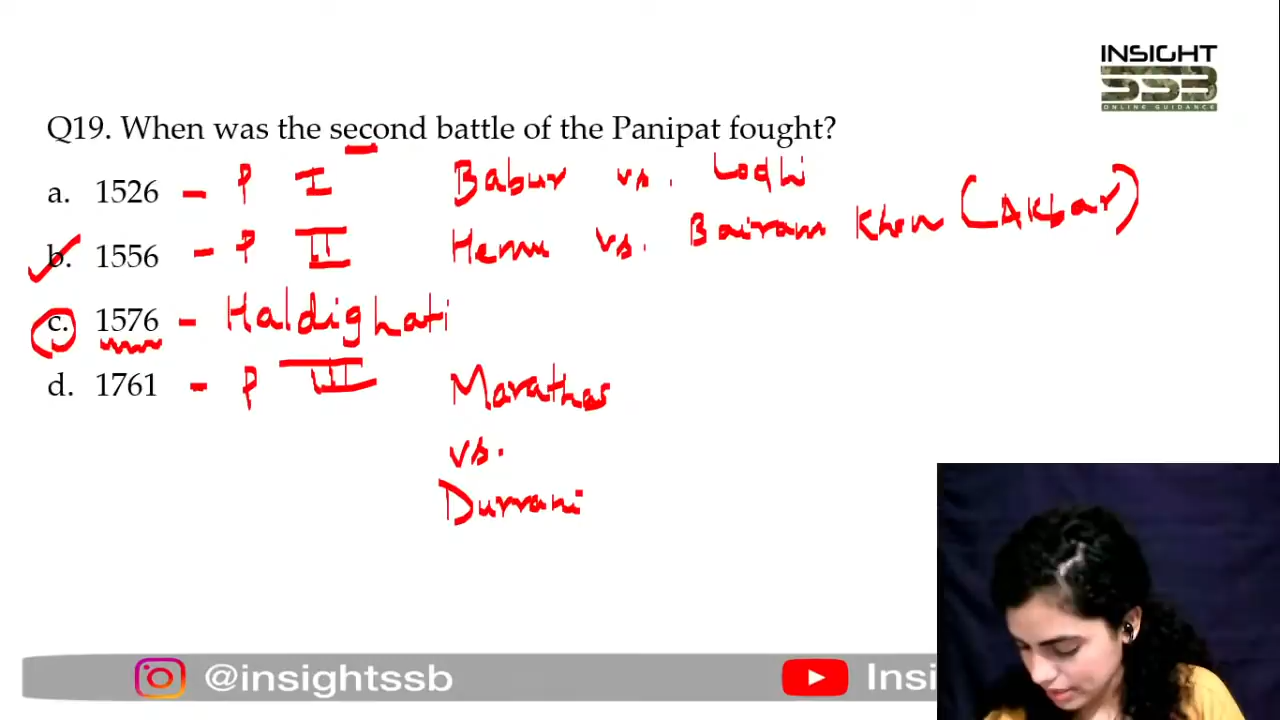 INSIGHT
SSB
ONLINE GUIDANCE
Q19. When was the second battle of the Panipat fought?
a. 1526 – P I Babur vs. Lodhi
b. 1556 – P II Hemu vs. Bairam Khan (Akbar)
c. 1576 – Haldighati
d. 1761 – P III Marathas
vs.
Durrani
@insightssb Insi